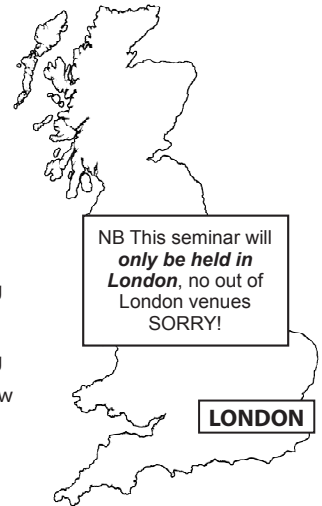 NB This seminar will
only be held in
London, no out of
London venues
SORRY!
LONDON